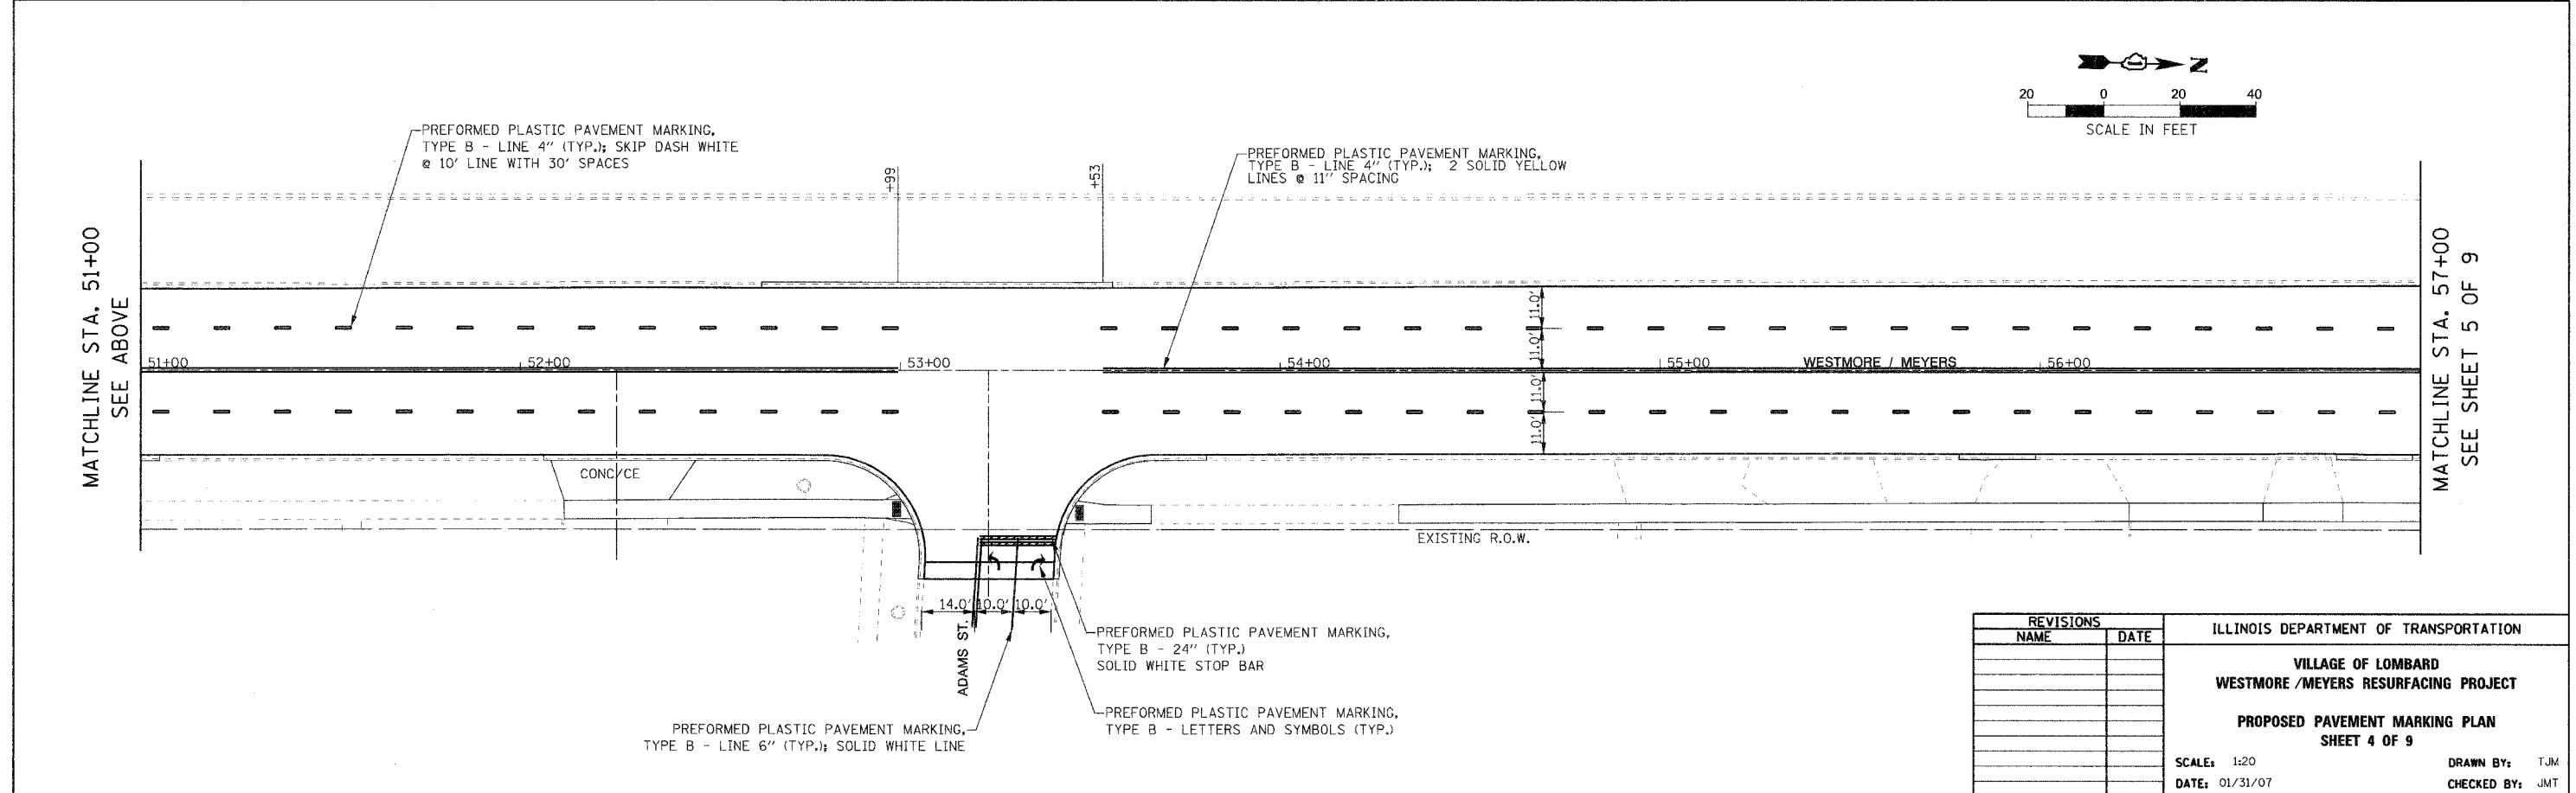 N
20 0 20 40
SCALE IN FEET
PREFORMED PLASTIC PAVEMENT MARKING,
TYPE B - LINE 4" (TYP.); SKIP DASH WHITE
@ 10' LINE WITH 30' SPACES
+99
+53
PREFORMED PLASTIC PAVEMENT MARKING,
TYPE B - LINE 4" (TYP.); 2 SOLID YELLOW
LINES @ 11" SPACING
MATCHLINE STA. 51+00
SEE ABOVE
51+00
52+00
53+00
54+00
55+00
WESTMORE / MEYERS
56+00
11.0'
11.0'
11.0'
11.0'
MATCHLINE STA. 57+00
SEE SHEET 5 OF 9
CONC/CE
EXISTING R.O.W.
14.0' 10.0' 10.0'
ADAMS ST.
PREFORMED PLASTIC PAVEMENT MARKING,
TYPE B - 24" (TYP.)
SOLID WHITE STOP BAR
PREFORMED PLASTIC PAVEMENT MARKING,
TYPE B - LETTERS AND SYMBOLS (TYP.)
PREFORMED PLASTIC PAVEMENT MARKING,
TYPE B - LINE 6" (TYP.); SOLID WHITE LINE
REVISIONS
NAME DATE
ILLINOIS DEPARTMENT OF TRANSPORTATION
VILLAGE OF LOMBARD
WESTMORE /MEYERS RESURFACING PROJECT
PROPOSED PAVEMENT MARKING PLAN
SHEET 4 OF 9
SCALE: 1:20
DRAWN BY: TJM
DATE: 01/31/07
CHECKED BY: JMT